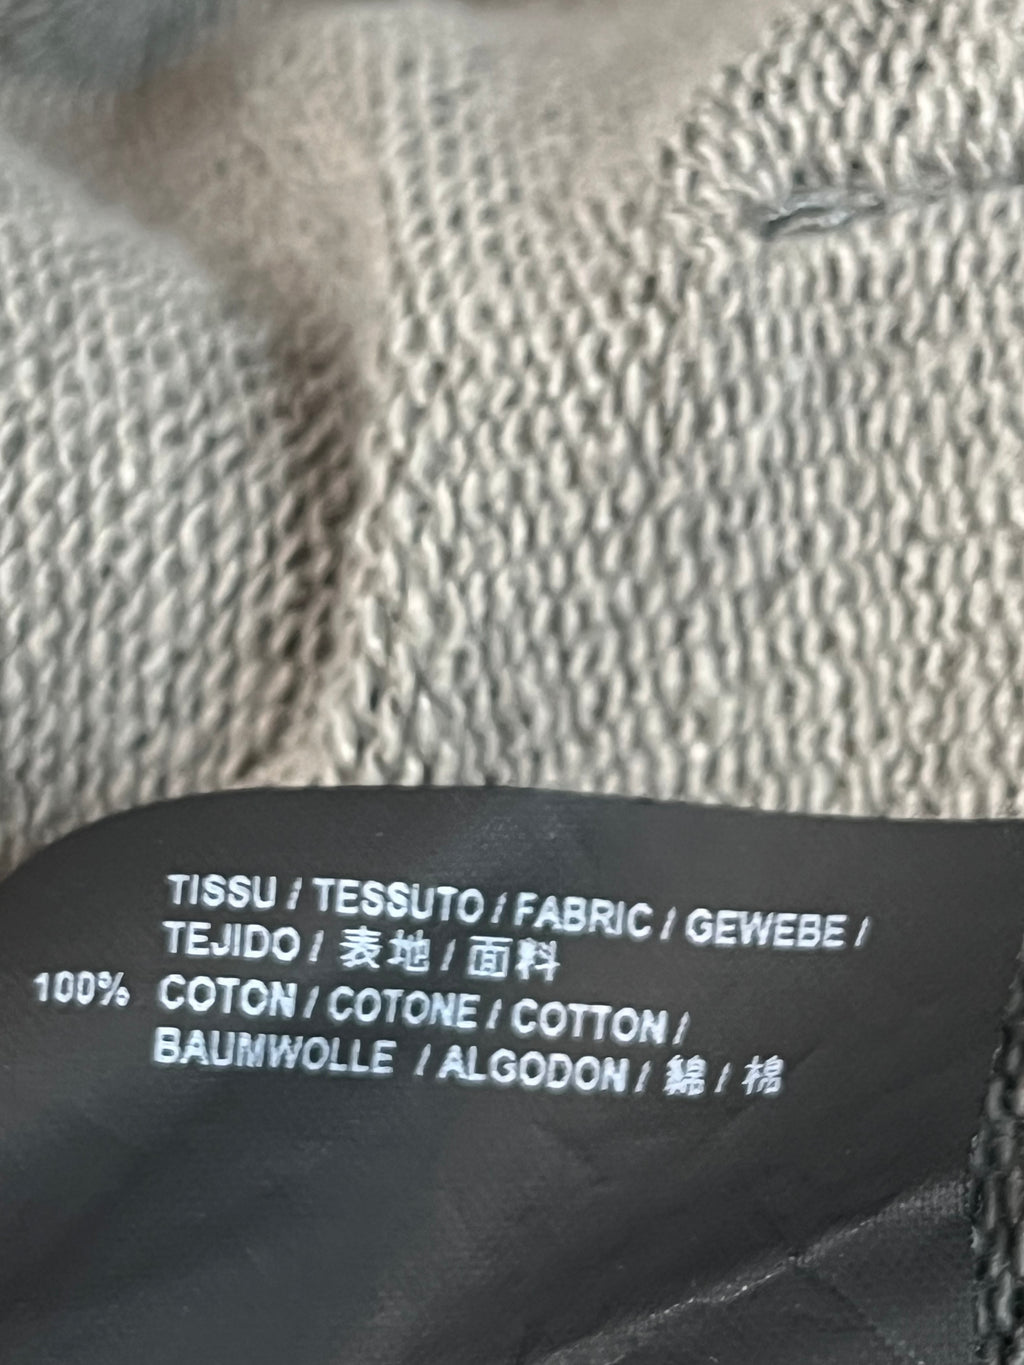 TISSU / TESSUTO / FABRIC / GEWEBE /
TEJIDO / 表地 / 面料
100% COTON / COTONE / COTTON /
BAUMWOLLE / ALGODON / 綿 / 棉